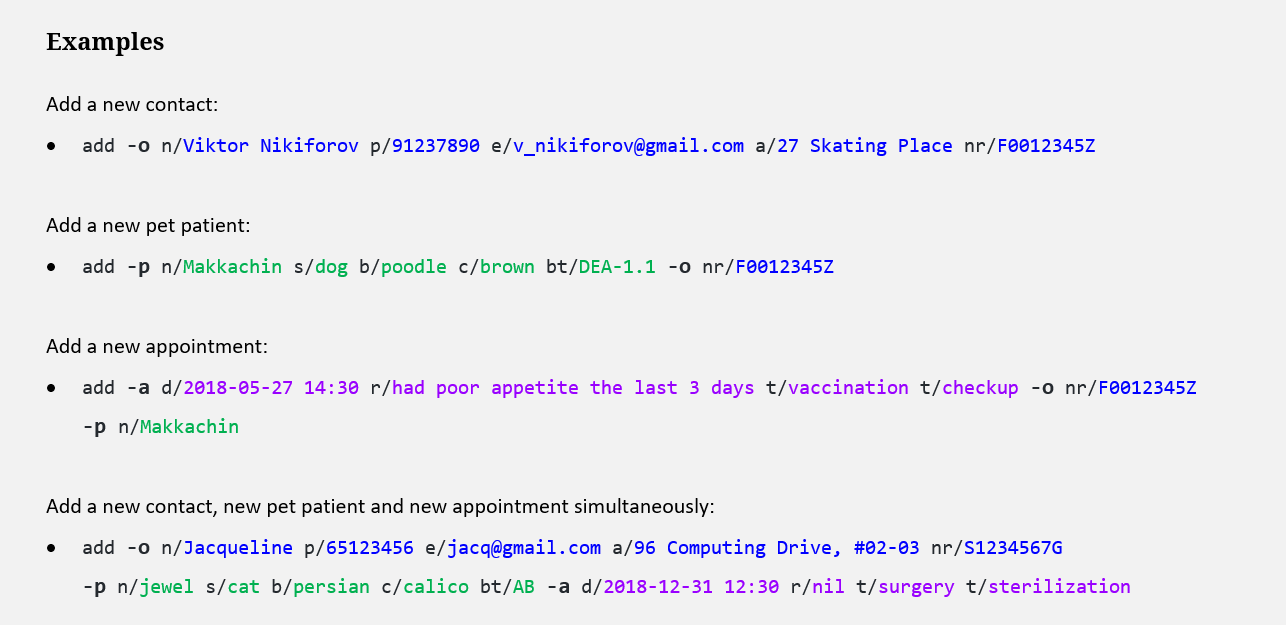 Examples
Add a new contact:
• add -o n/Viktor Nikiforov p/91237890 e/v_nikiforov@gmail.com a/27 Skating Place nr/F0012345Z
Add a new pet patient:
• add -p n/Makkachin s/dog b/poodle c/brown bt/DEA-1.1 -o nr/F0012345Z
Add a new appointment:
• add -a d/2018-05-27 14:30 r/had poor appetite the last 3 days t/vaccination t/checkup -o nr/F0012345Z
-p n/Makkachin
Add a new contact, new pet patient and new appointment simultaneously:
• add -o n/Jacqueline p/65123456 e/jacq@gmail.com a/96 Computing Drive, #02-03 nr/S1234567G
-p n/jewel s/cat b/persian c/calico bt/AB -a d/2018-12-31 12:30 r/nil t/surgery t/sterilization